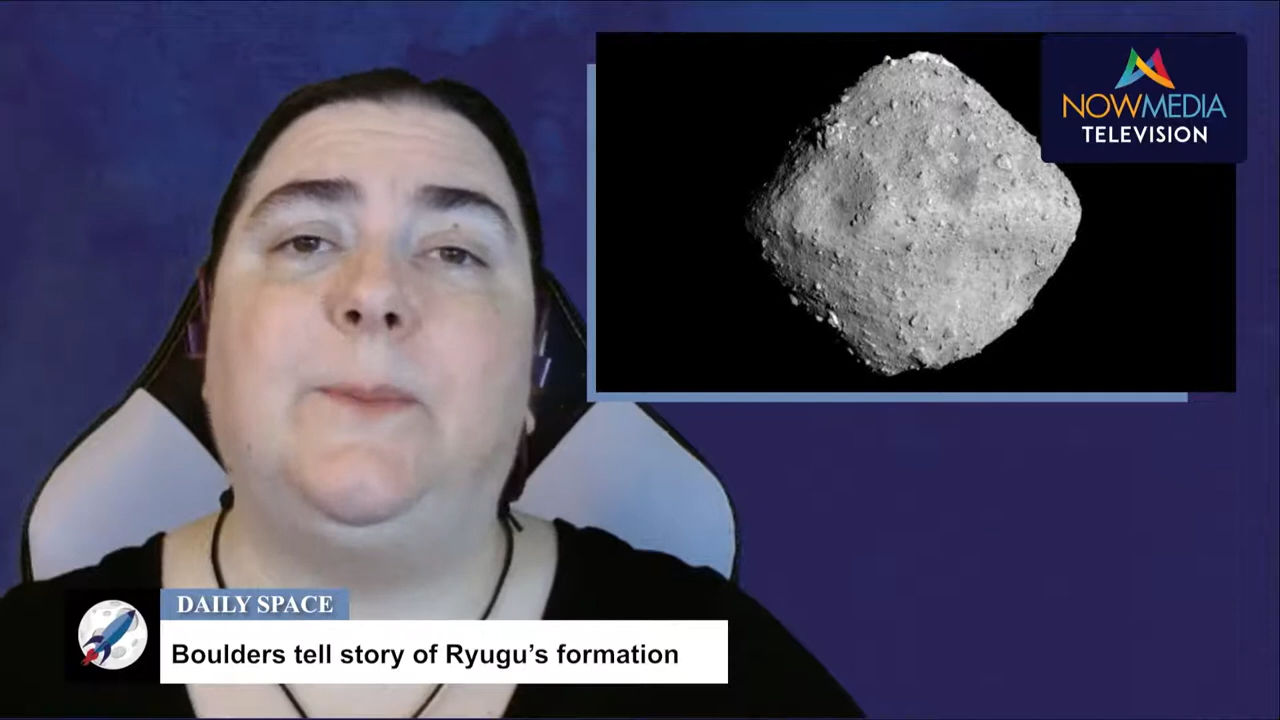 NOWMEDIA
TELEVISION
DAILY SPACE
Boulders tell story of Ryugu's formation